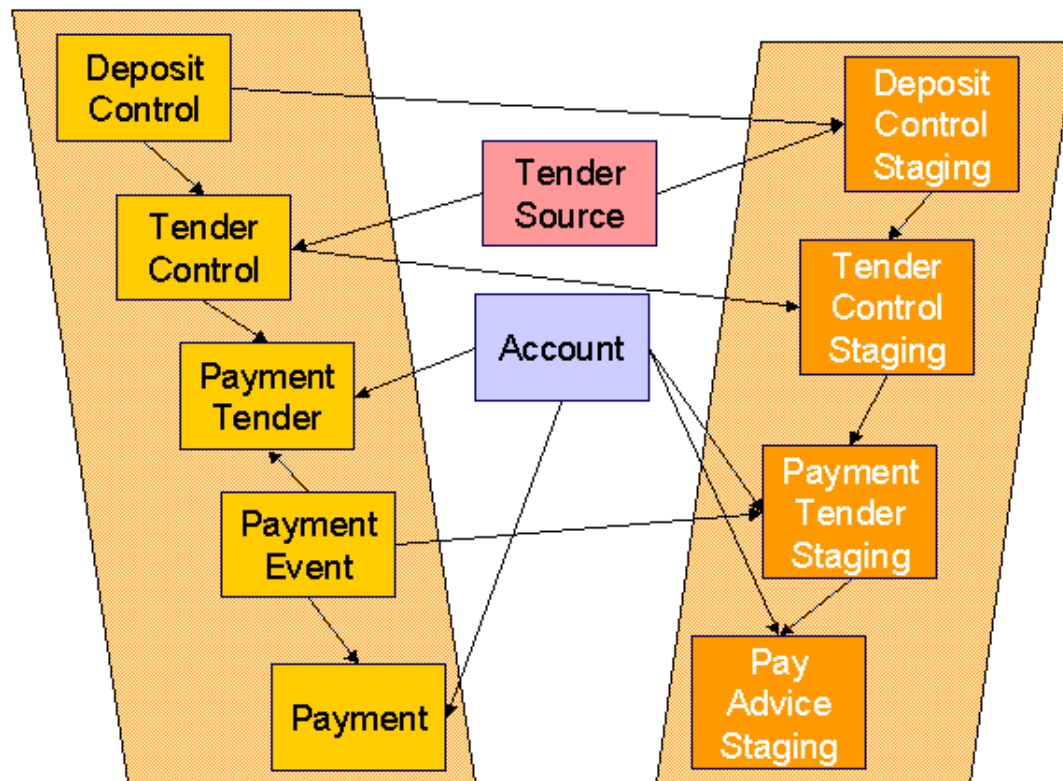 Deposit
Control
Tender
Control
Payment
Tender
Payment
Event
Payment
Tender
Source
Account
Deposit
Control
Staging
Tender
Control
Staging
Payment
Tender
Staging
Pay
Advice
Staging